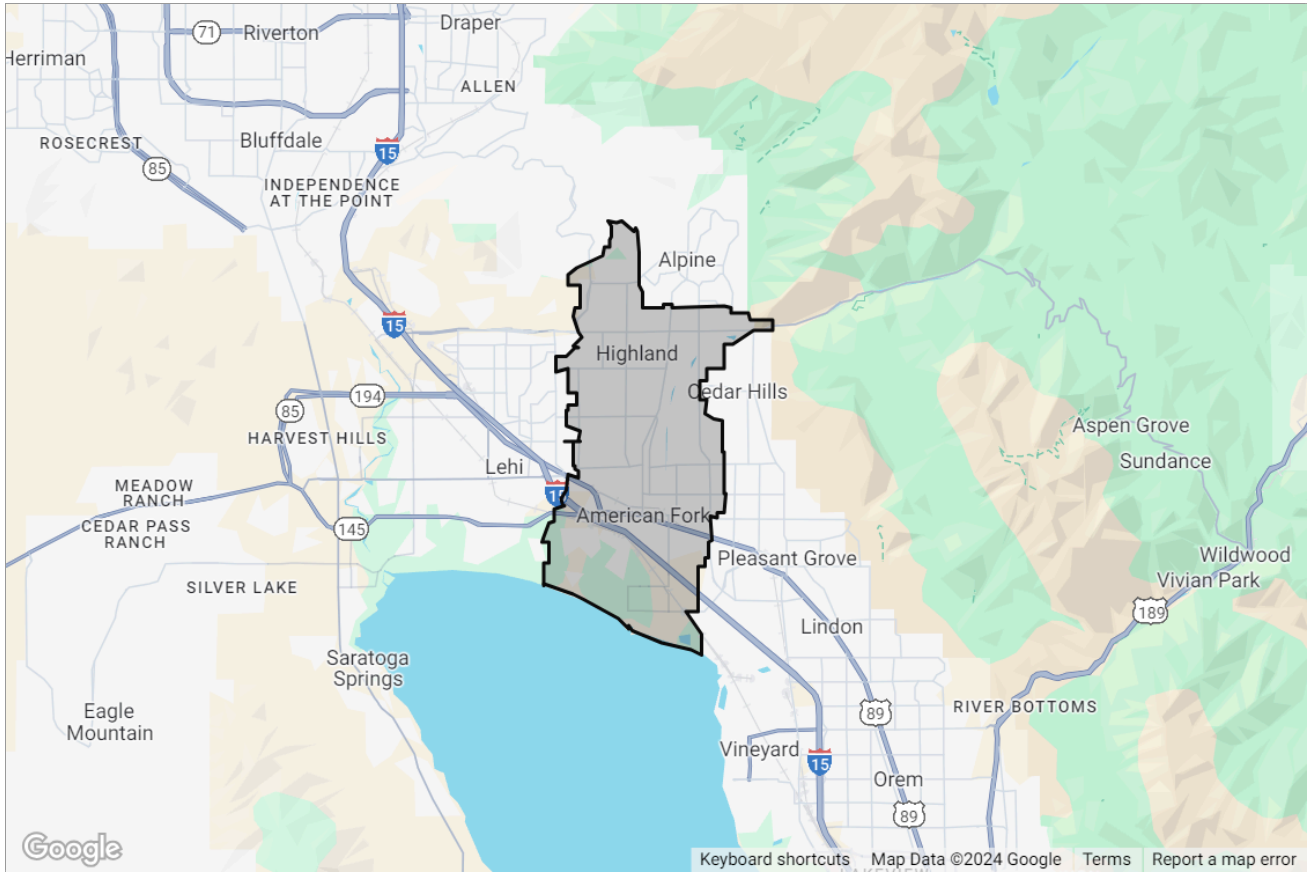 Draper
71
Riverton
Herriman
ALLEN
ROSECREST
Bluffdale
15
85
INDEPENDENCE
AT THE POINT
Alpine
15
Highland
194
85
Cedar Hills
HARVEST HILLS
Aspen Grove
Lehi
Sundance
MEADOW
RANCH
15
CEDAR PASS
RANCH
145
American Fork
Pleasant Grove
Wildwood
Vivian Park
SILVER LAKE
189
Lindon
Saratoga
Springs
RIVER BOTTOMS
Eagle
Mountain
89
Vineyard
15
Orem
89
Google
Keyboard shortcuts
Map Data ©2024 Google
Terms
Report a map error